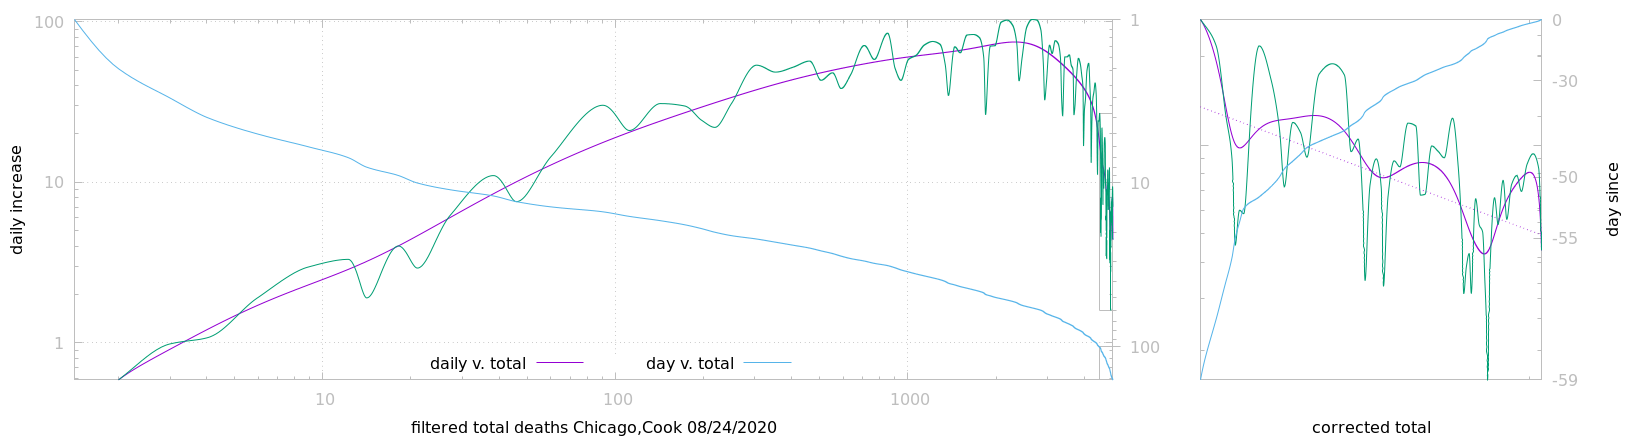 100
10
1
daily increase
daily v. total
day v. total
1
10
100
10
100
1000
filtered total deaths Chicago,Cook 08/24/2020
0
-30
-50
-55
-59
day since
corrected total